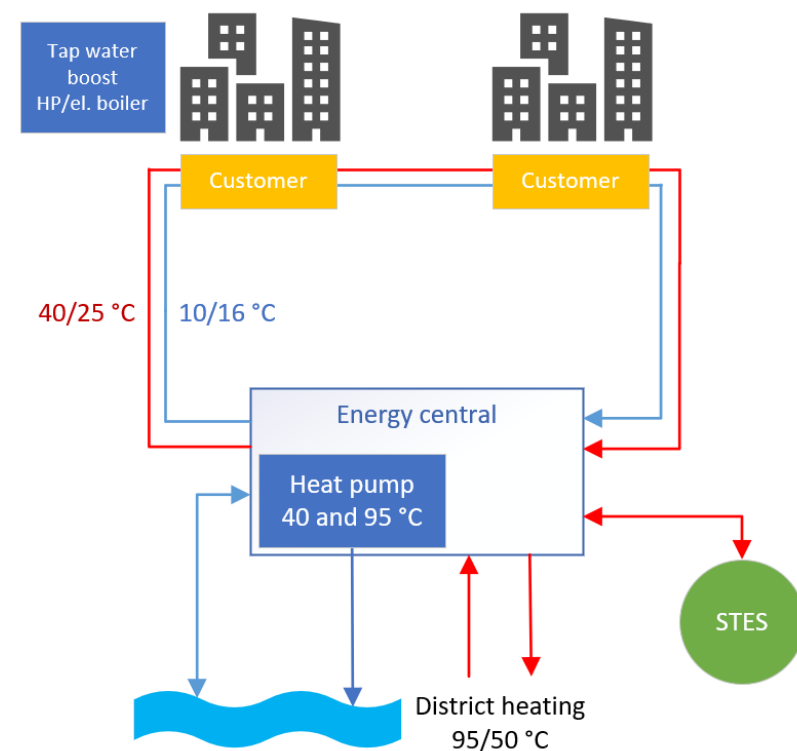 Tap water
boost
HP/el. boiler
Customer
Customer
40/25 °C
10/16 °C
Energy central
Heat pump
40 and 95 °C
STES
District heating
95/50 °C